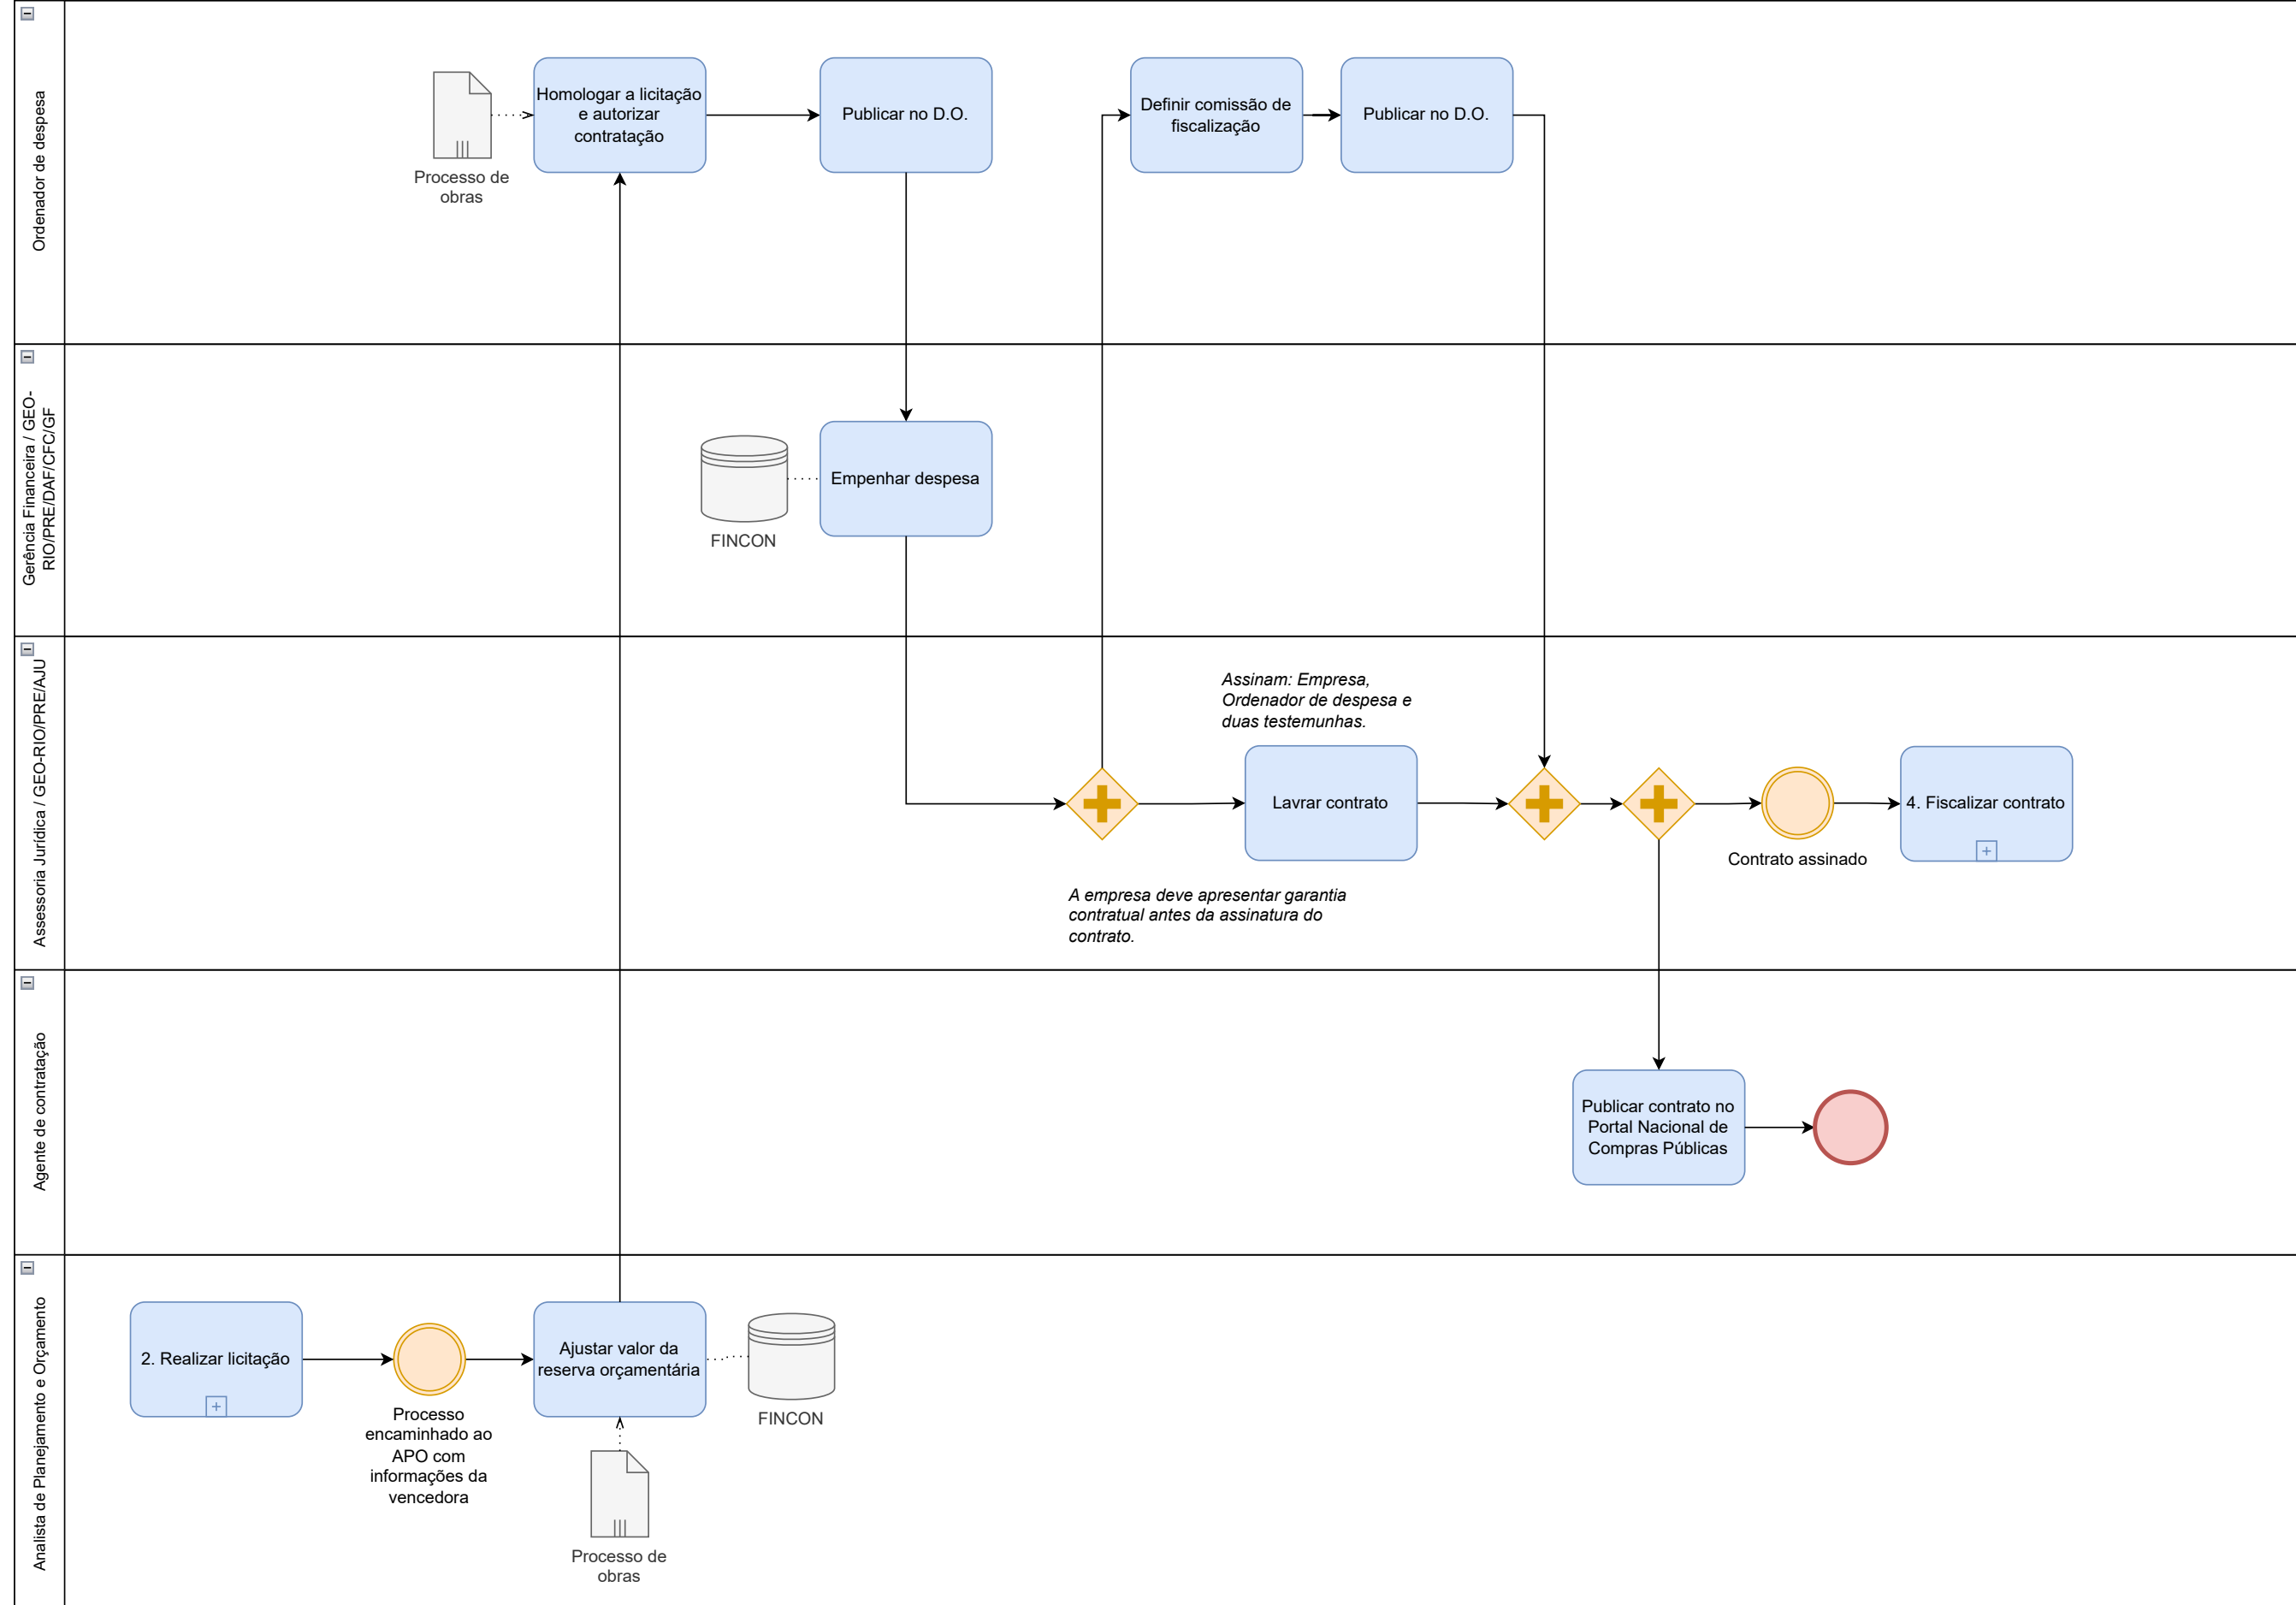 Ordenador de despesa
Processo de
obras
Homologar a licitação
e autorizar
contratação
Publicar no D.O.
Definir comissão de
fiscalização
Publicar no D.O.
Gerência Financeira / GEO-
RIO/PRE/DAF/CFC/GF
FINCON
Empenhar despesa
Assessoria Jurídica / GEO-RIO/PRE/AJU
Assinam: Empresa,
Ordenador de despesa e
duas testemunhas.
Lavrar contrato
A empresa deve apresentar garantia
contratual antes da assinatura do
contrato.
Contrato assinado
4. Fiscalizar contrato
Agente de contratação
Publicar contrato no
Portal Nacional de
Compras Públicas
Analista de Planejamento e Orçamento
2. Realizar licitação
Processo
encaminhado ao
APO com
informações da
vencedora
Ajustar valor da
reserva orçamentária
FINCON
Processo de
obras